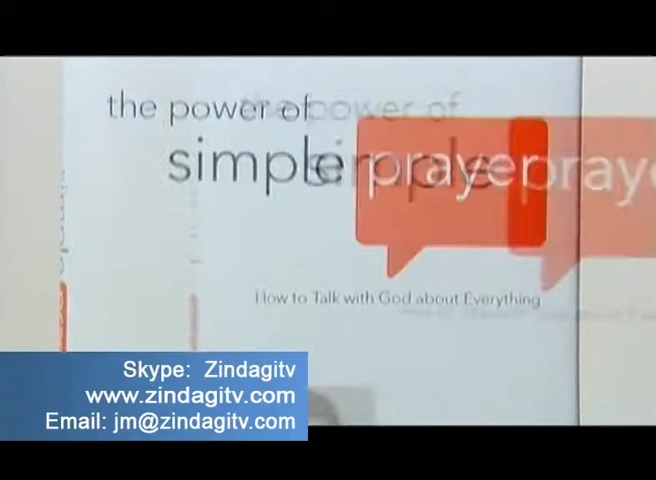 the power of
simple prayer
How to Talk with God about Everything
Skype: Zindagitv
www.zindagitv.com
Email: jm@zindagitv.com